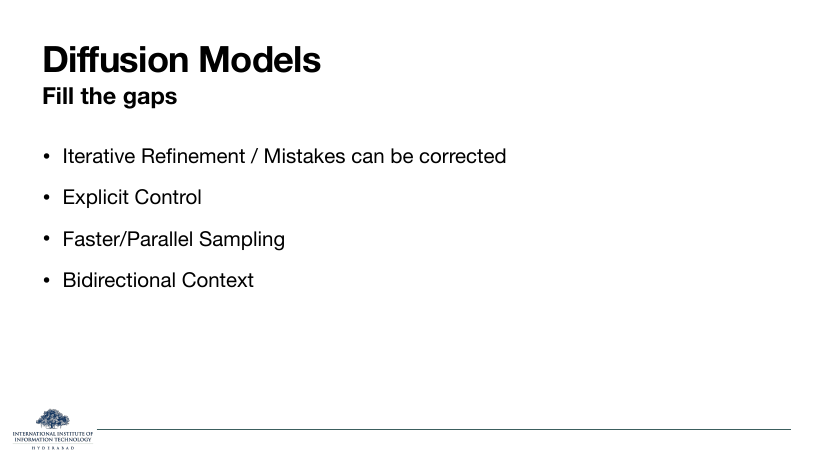 Diffusion Models
Fill the gaps
• Iterative Refinement / Mistakes can be corrected
• Explicit Control
• Faster/Parallel Sampling
• Bidirectional Context
INTERNATIONAL INSTITUTE OF
INFORMATION TECHNOLOGY
HYDERABAD